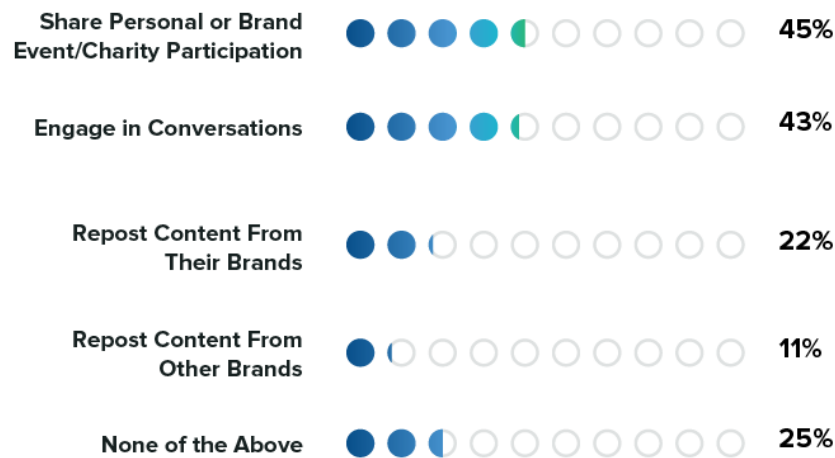 Share Personal or Brand
Event/Charity Participation
45%
Engage in Conversations
43%
Repost Content From
Their Brands
22%
Repost Content From
Other Brands
11%
None of the Above
25%